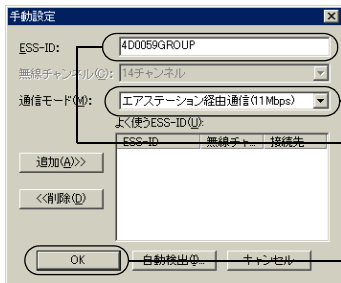 手動設定
ESS-ID: 4D0059GROUP
無線チャンネル(C): 14チャンネル
通信モード(M): エアステーション経由通信(11Mbps)
よく使うESS-ID(U):
ESS-ID 無線チャ... 接続先
追加(A)>>
<<削除(D)
OK 自動検出(I)... キャンセル